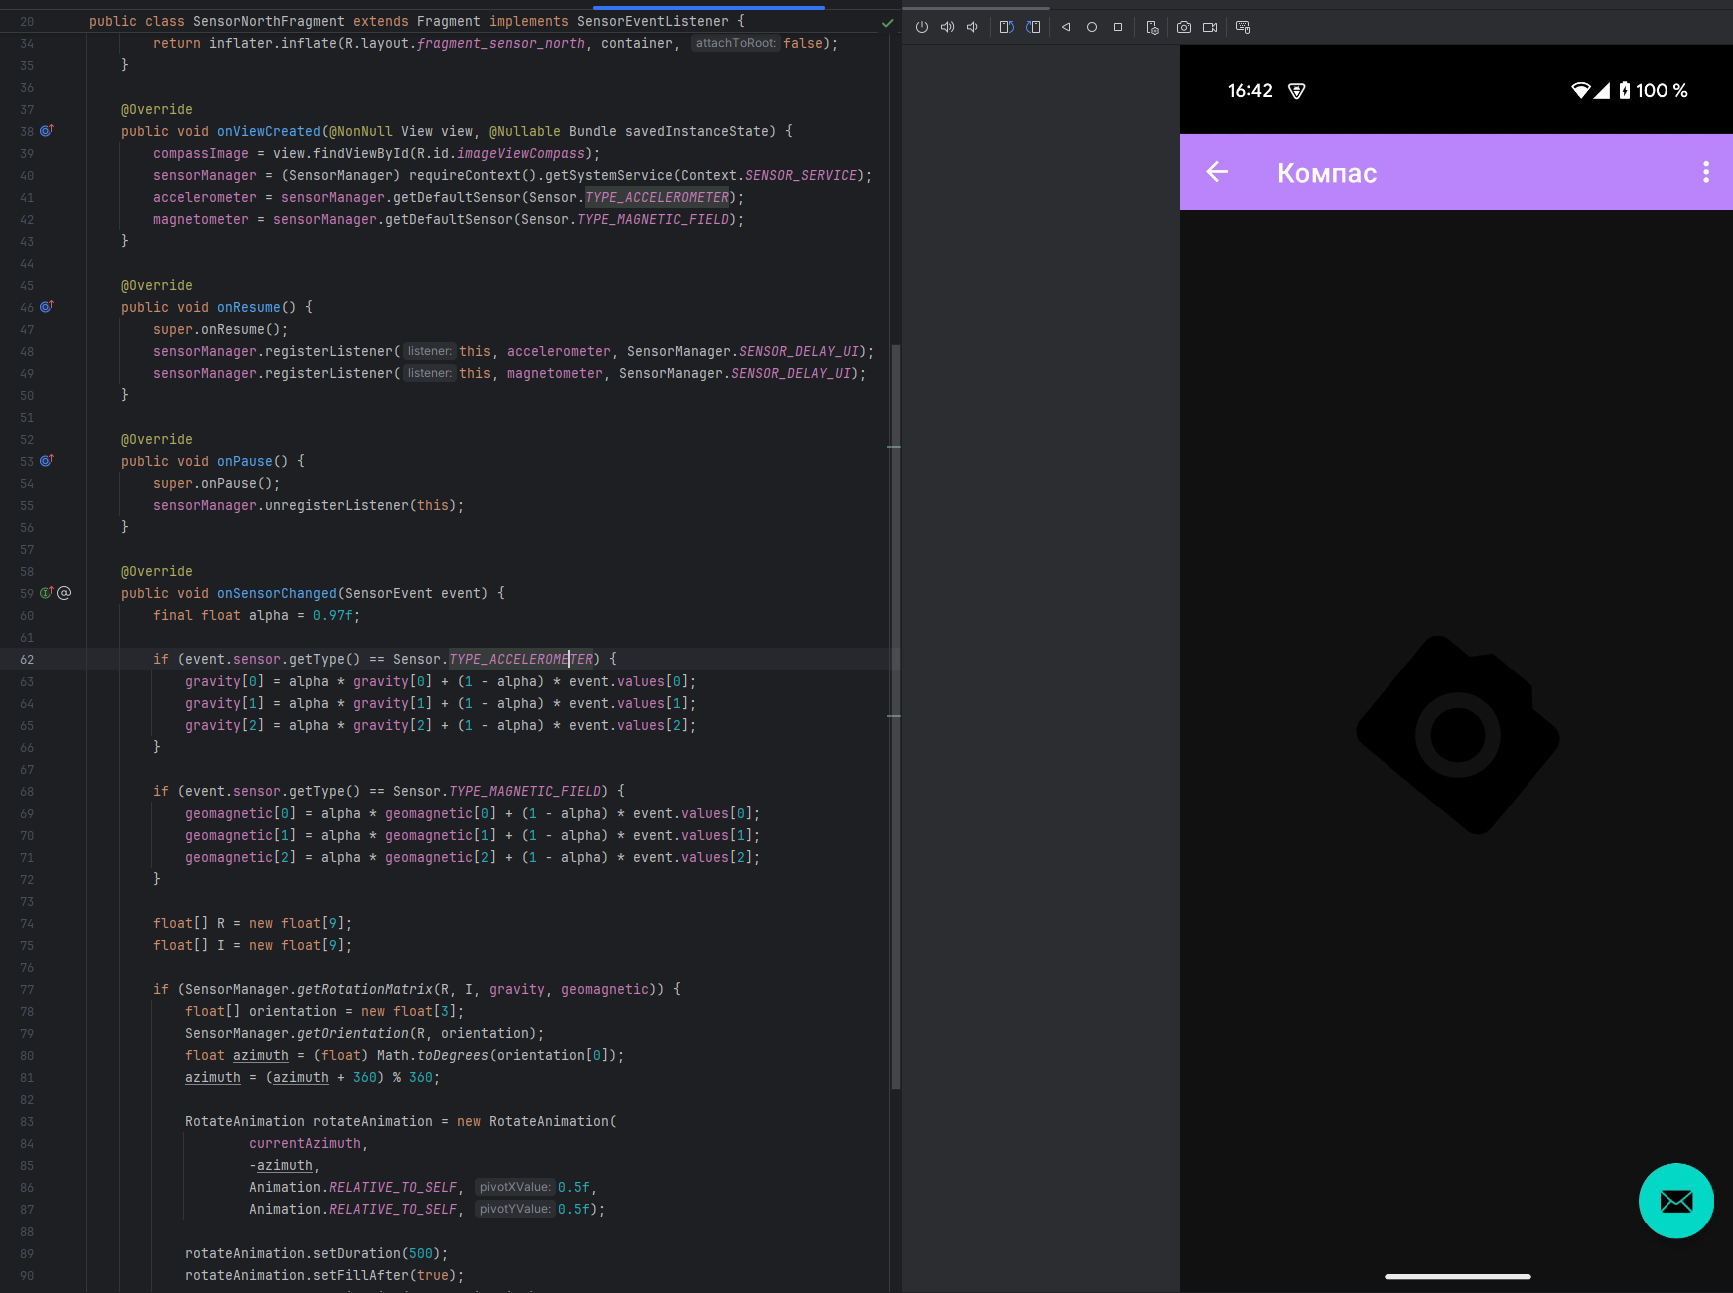 20 public class SensorNorthFragment extends Fragment implements SensorEventListener {
34 return inflater.inflate(R.layout.fragment_sensor_north, container, attachToRoot: false);
35 }
36
37 @Override
38 public void onViewCreated(@NonNull View view, @Nullable Bundle savedInstanceState) {
39 compassImage = view.findViewById(R.id.imageViewCompass);
40 sensorManager = (SensorManager) requireContext().getSystemService(Context.SENSOR_SERVICE);
41 accelerometer = sensorManager.getDefaultSensor(Sensor.TYPE_ACCELEROMETER);
42 magnetometer = sensorManager.getDefaultSensor(Sensor.TYPE_MAGNETIC_FIELD);
43 }
44
45 @Override
46 public void onResume() {
47 super.onResume();
48 sensorManager.registerListener( listener: this, accelerometer, SensorManager.SENSOR_DELAY_UI);
49 sensorManager.registerListener( listener: this, magnetometer, SensorManager.SENSOR_DELAY_UI);
50 }
51
52 @Override
53 public void onPause() {
54 super.onPause();
55 sensorManager.unregisterListener(this);
56 }
57
58 @Override
59 public void onSensorChanged(SensorEvent event) {
60 final float alpha = 0.97f;
61
62 if (event.sensor.getType() == Sensor.TYPE_ACCELEROMETER) {
63 gravity[0] = alpha * gravity[0] + (1 - alpha) * event.values[0];
64 gravity[1] = alpha * gravity[1] + (1 - alpha) * event.values[1];
65 gravity[2] = alpha * gravity[2] + (1 - alpha) * event.values[2];
66 }
67
68 if (event.sensor.getType() == Sensor.TYPE_MAGNETIC_FIELD) {
69 geomagnetic[0] = alpha * geomagnetic[0] + (1 - alpha) * event.values[0];
70 geomagnetic[1] = alpha * geomagnetic[1] + (1 - alpha) * event.values[1];
71 geomagnetic[2] = alpha * geomagnetic[2] + (1 - alpha) * event.values[2];
72 }
73
74 float[] R = new float[9];
75 float[] I = new float[9];
76
77 if (SensorManager.getRotationMatrix(R, I, gravity, geomagnetic)) {
78 float[] orientation = new float[3];
79 SensorManager.getOrientation(R, orientation);
80 float azimuth = (float) Math.toDegrees(orientation[0]);
81 azimuth = (azimuth + 360) % 360;
82
83 RotateAnimation rotateAnimation = new RotateAnimation(
84 currentAzimuth,
85 -azimuth,
86 Animation.RELATIVE_TO_SELF, pivotXValue: 0.5f,
87 Animation.RELATIVE_TO_SELF, pivotYValue: 0.5f);
88
89 rotateAnimation.setDuration(500);
90 rotateAnimation.setFillAfter(true);
16:42 100 %
Компас